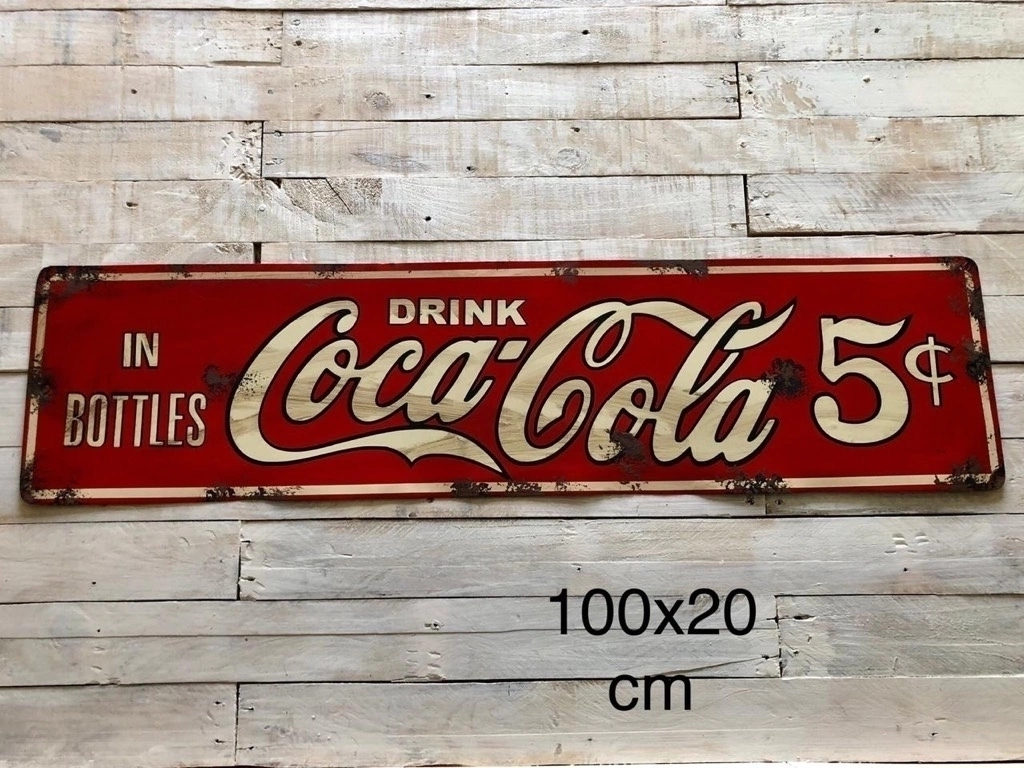 IN
BOTTLES
DRINK
Coca-Cola
5¢
100x20
cm